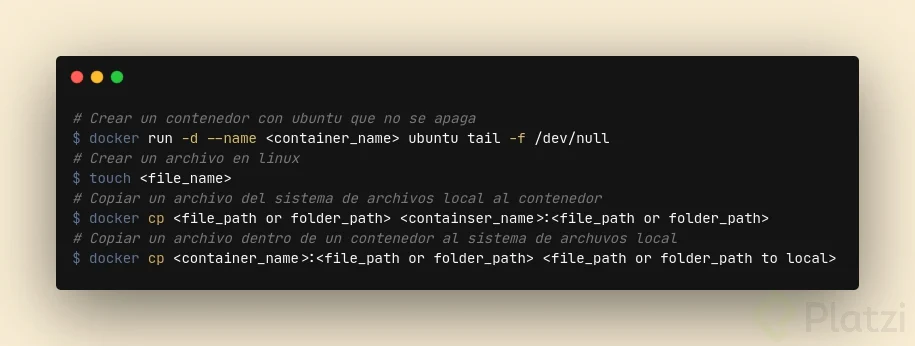 # Crear un contenedor con ubuntu que no se apaga
$ docker run -d --name <container_name> ubuntu tail -f /dev/null
# Crear un archivo en linux
$ touch <file_name>
# Copiar un archivo del sistema de archivos local al contenedor
$ docker cp <file_path or folder_path> <containser_name>:<file_path or folder_path>
# Copiar un archivo dentro de un contenedor al sistema de archuvos local
$ docker cp <container_name>:<file_path or folder_path> <file_path or folder_path to local>
Platzi